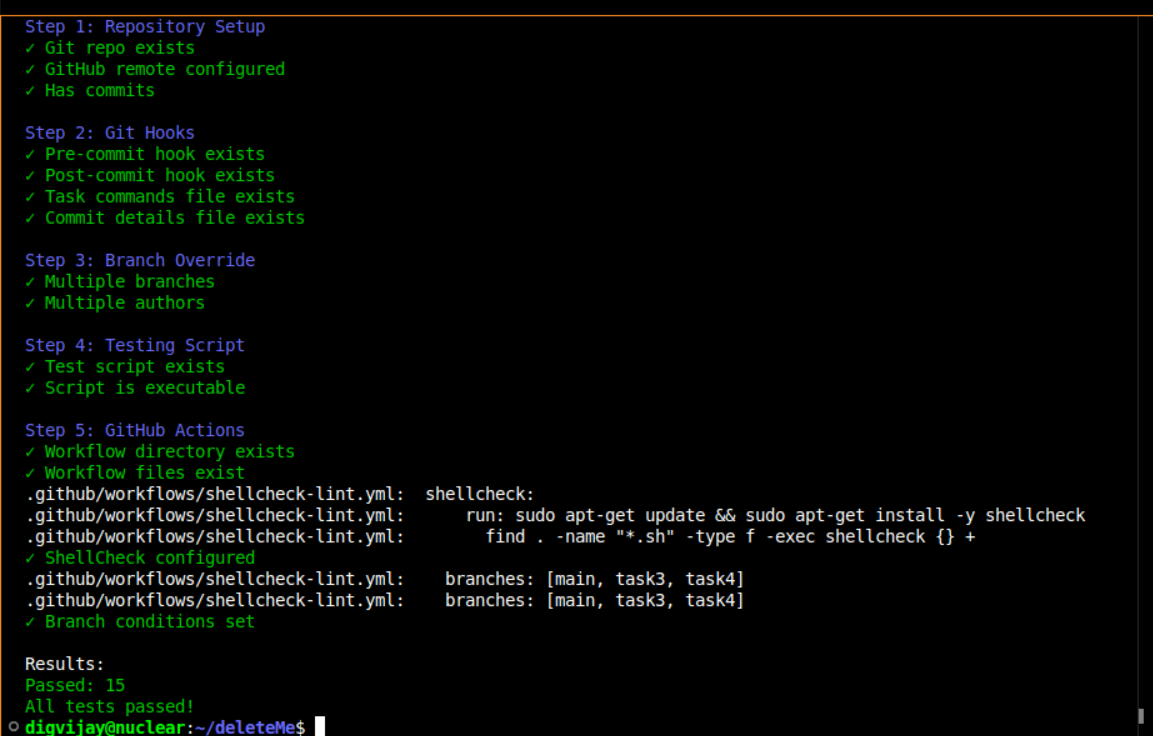 Step 1: Repository Setup
✓ Git repo exists
✓ GitHub remote configured
✓ Has commits
Step 2: Git Hooks
✓ Pre-commit hook exists
✓ Post-commit hook exists
✓ Task commands file exists
✓ Commit details file exists
Step 3: Branch Override
✓ Multiple branches
✓ Multiple authors
Step 4: Testing Script
✓ Test script exists
✓ Script is executable
Step 5: GitHub Actions
✓ Workflow directory exists
✓ Workflow files exist
.github/workflows/shellcheck-lint.yml:  shellcheck:
.github/workflows/shellcheck-lint.yml:      run: sudo apt-get update && sudo apt-get install -y shellcheck
.github/workflows/shellcheck-lint.yml:        find . -name "*.sh" -type f -exec shellcheck {} +
✓ ShellCheck configured
.github/workflows/shellcheck-lint.yml:    branches: [main, task3, task4]
.github/workflows/shellcheck-lint.yml:    branches: [main, task3, task4]
✓ Branch conditions set
Results:
Passed: 15
All tests passed!
digvijay@nuclear:~/deleteMe$